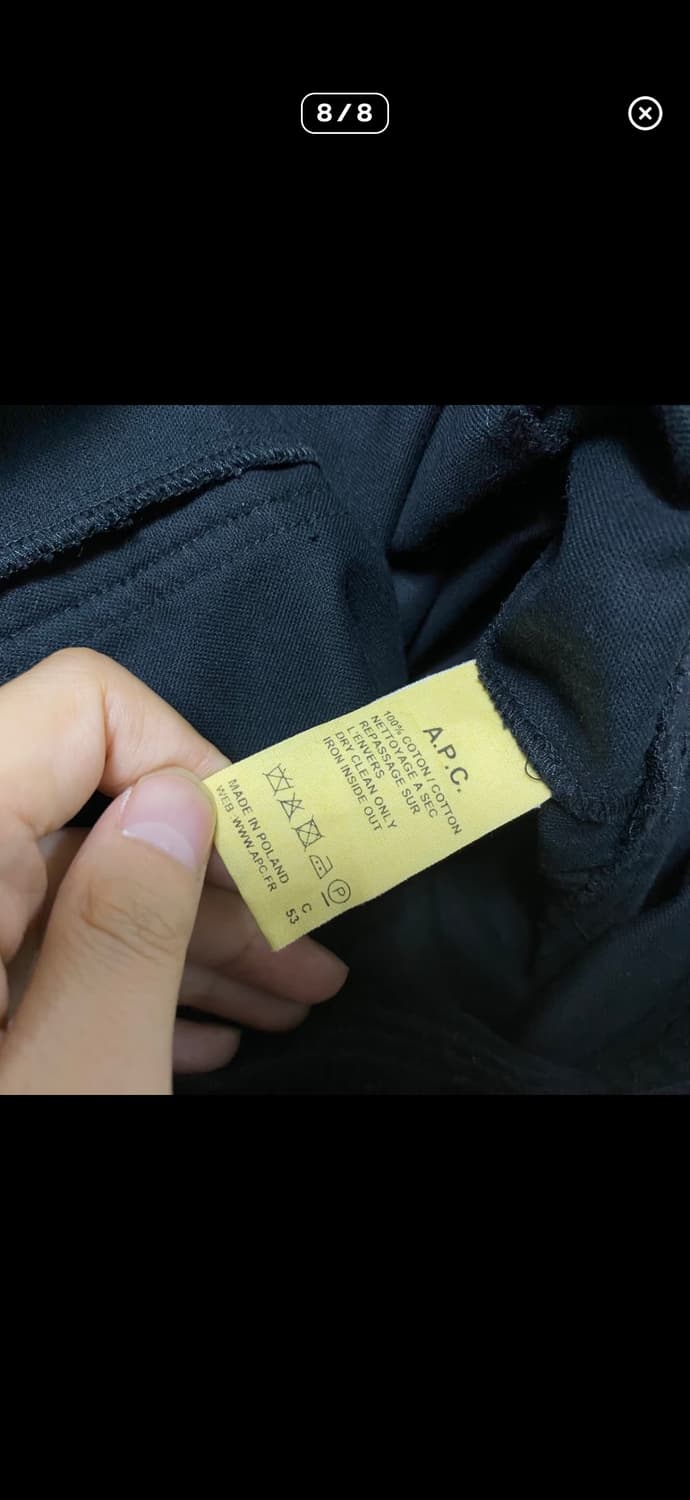 8/8
A.P.C.
100% COTON / COTTON
NETTOYAGE A SEC
REPASSAGE SUR
L'ENVERS
DRY CLEAN ONLY
IRON INSIDE OUT
P
MADE IN POLAND
WEB :WWW.APC.FR
C
53